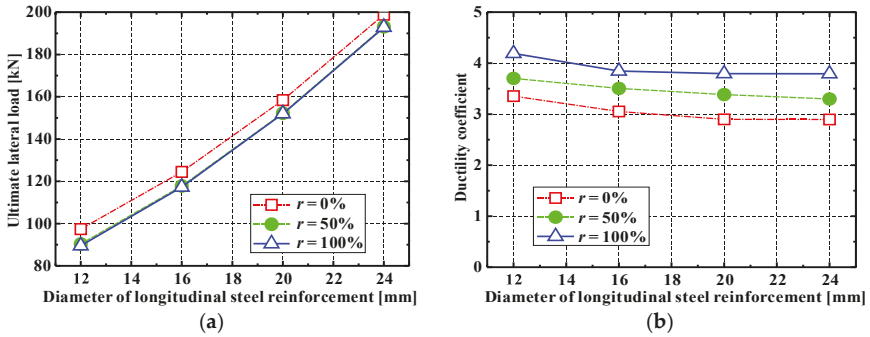 200
180
160
140
120
100
80
Ultimate lateral load [kN]
r = 0%
r = 50%
r = 100%
12 14 16 18 20 22 24
Diameter of longitudinal steel reinforcement [mm]
(a)
5
4
3
2
1
0
Ductility coefficient
r = 0%
r = 50%
r = 100%
12 14 16 18 20 22 24
Diameter of longitudinal steel reinforcement [mm]
(b)